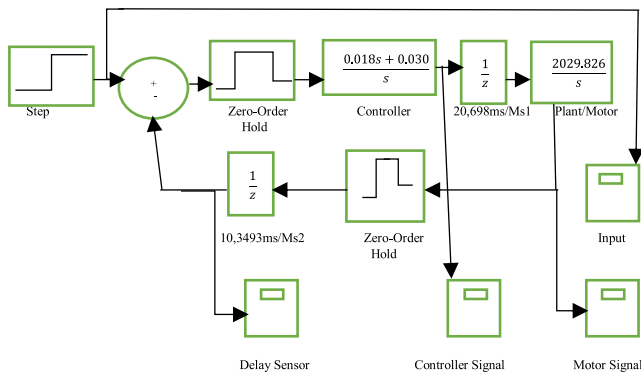 0.018s + 0.030
s
1
z
2029.826
s
+
-
Step
Zero-Order
Hold
Controller
20,698ms/Ms1
Plant/Motor
1
z
10,3493ms/Ms2
Zero-Order
Hold
Input
Delay Sensor
Controller Signal
Motor Signal